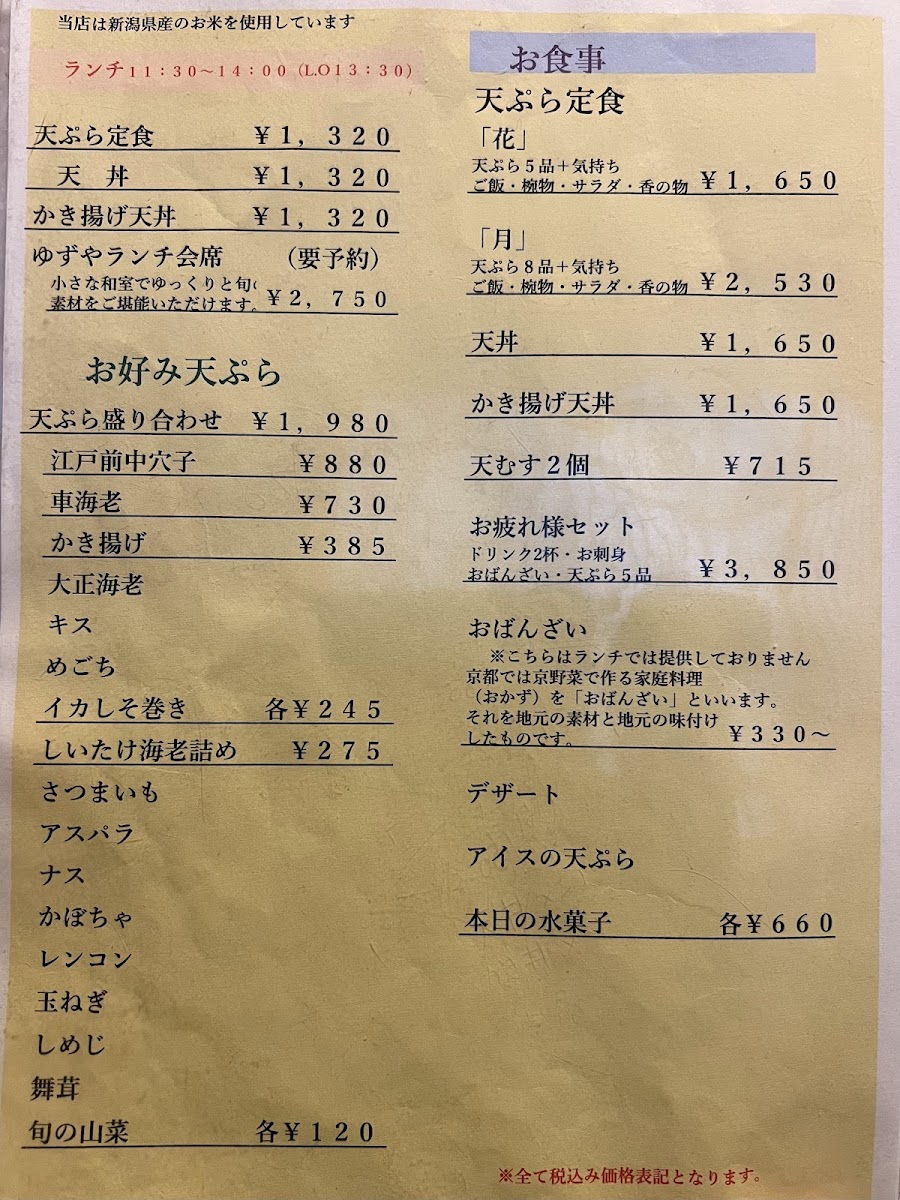 当店は新潟県産のお米を使用しています
ランチ11:30~14:00(L.O13:30)
天ぷら定食 ¥1,320
天 丼 ¥1,320
かき揚げ天丼 ¥1,320
ゆずやランチ会席 (要予約)
小さな和室でゆっくりと旬
素材をご堪能いただけます。 ¥2,750
お好み天ぷら
天ぷら盛り合わせ ¥1,980
江戸前中穴子 ¥880
車海老 ¥730
かき揚げ ¥385
大正海老
キス
めごち
イカしそ巻き 各¥245
しいたけ海老詰め ¥275
さつまいも
アスパラ
ナス
かぼちゃ
レンコン
玉ねぎ
しめじ
舞茸
旬の山菜 各¥120
お食事
天ぷら定食
「花」
天ぷら5品+気持ち
ご飯・椀物・サラダ・香の物 ¥1,650
「月」
天ぷら8品+気持ち
ご飯・椀物・サラダ・香の物 ¥2,530
天丼 ¥1,650
かき揚げ天丼 ¥1,650
天むす2個 ¥715
お疲れ様セット
ドリンク2杯・お刺身
おばんざい・天ぷら5品 ¥3,850
おばんざい
※こちらはランチでは提供しておりません
京都では京野菜で作る家庭料理
(おかず)を「おばんざい」といいます。
それを地元の素材と地元の味付け
したものです。 ¥330~
デザート
アイスの天ぷら
本日の水菓子 各¥660
※全て税込み価格表記となります。